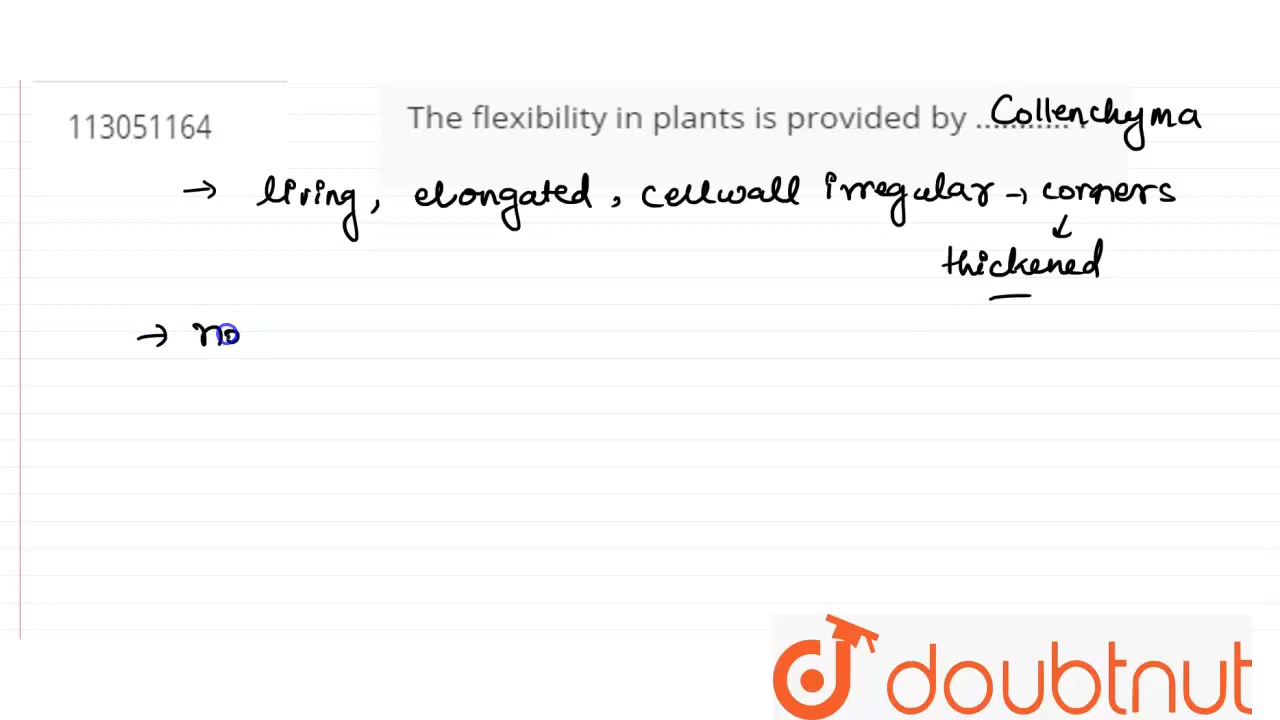 113051164
The flexibility in plants is provided by ........... . Collenchyma
→ living, elongated, cellwall irregular → corners
↓
thickened
→ no
doubtnut